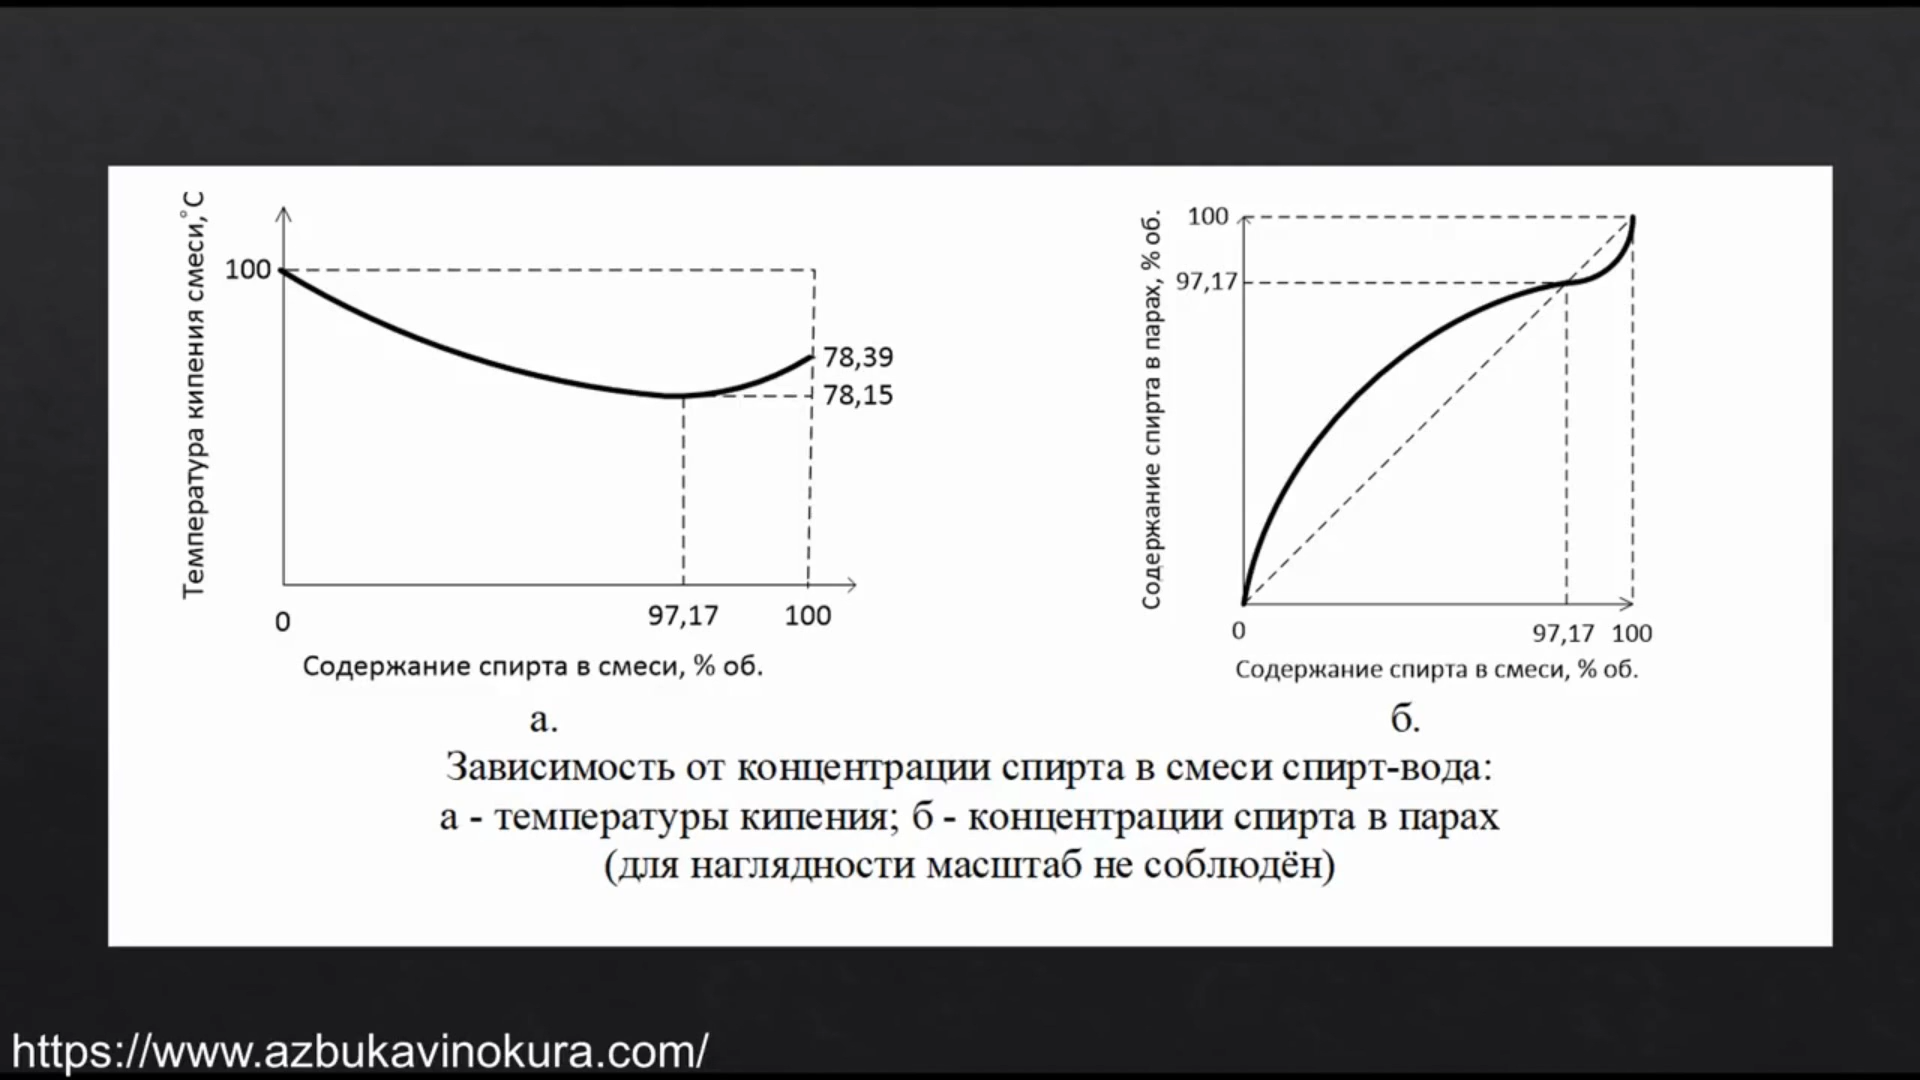 Температура кипения смеси,°С
100
78,39
78,15
0
97,17
100
Содержание спирта в смеси, % об.
а.
Содержание спирта в парах, % об.
100
97,17
0
97,17
100
Содержание спирта в смеси, % об.
б.
Зависимость от концентрации спирта в смеси спирт-вода:
а - температуры кипения; б - концентрации спирта в парах
(для наглядности масштаб не соблюдён)
https://www.azbukavinokura.com/